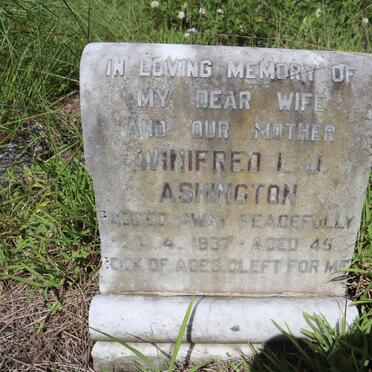 IN LOVING MEMORY OF
MY DEAR WIFE
AND OUR MOTHER
WINIFRED L. J.
ASHINGTON
PASSED AWAY PEACEFULLY
4. 1937 AGED 45
ROCK OF AGES, CLEFT FOR ME